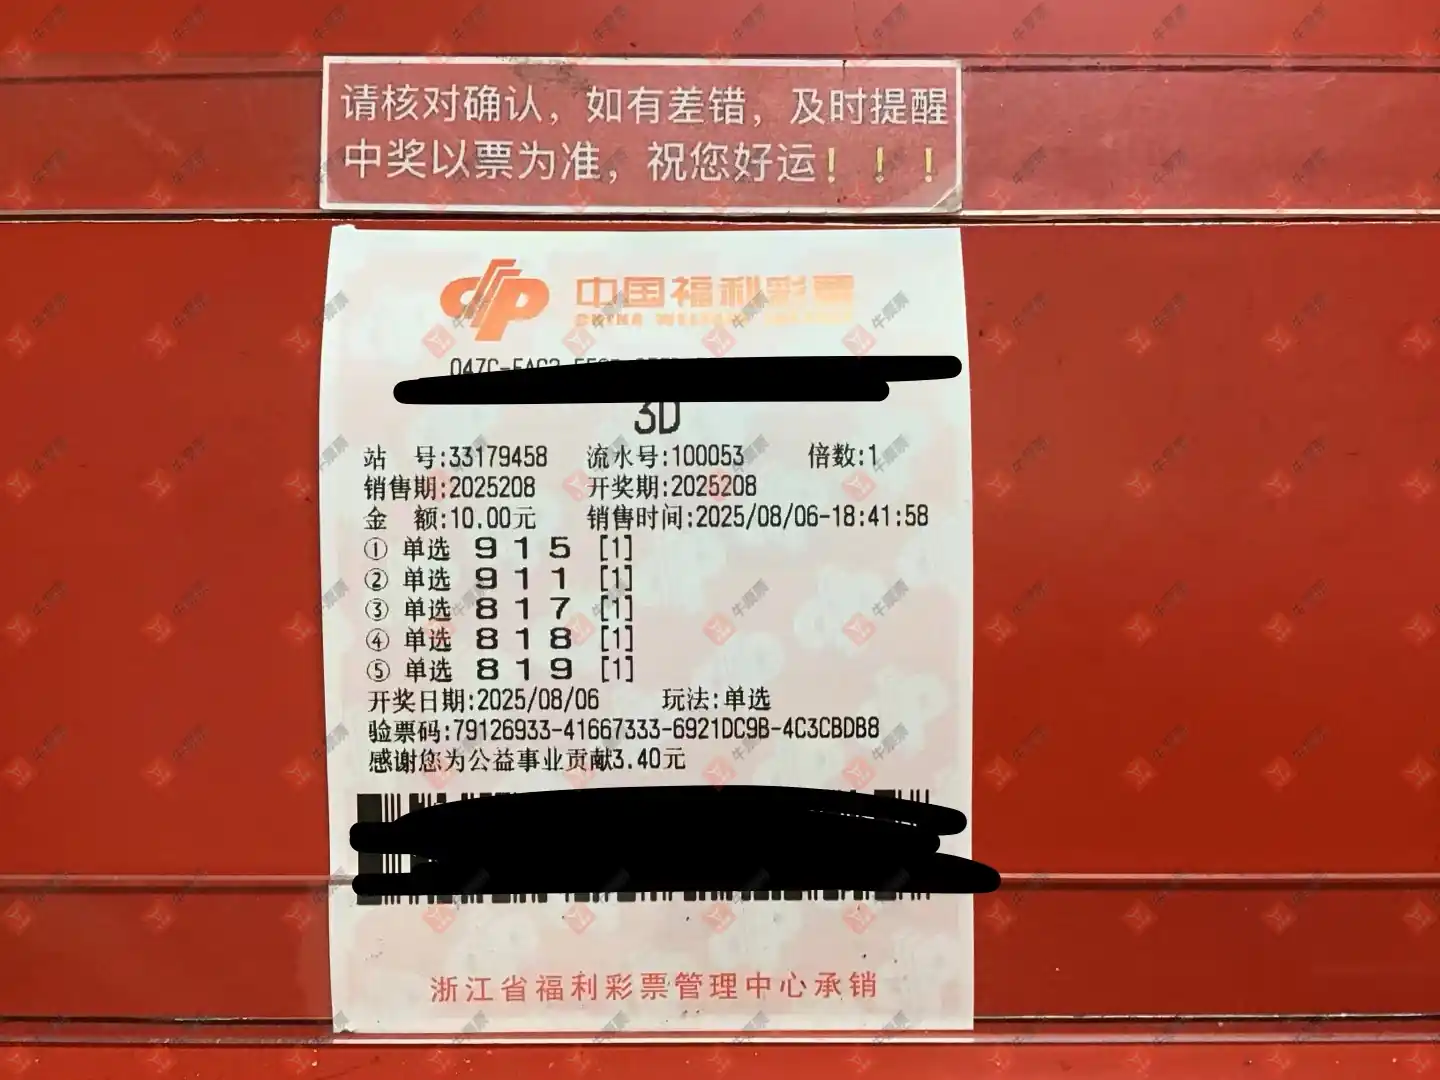 请核对确认，如有差错，及时提醒
中奖以票为准，祝您好运！！！
中国福利彩票
CHINA WELFARE LOTTERY
3D
站 号:33179458 流水号:100053 倍数:1
销售期:2025208 开奖期:2025208
金 额:10.00元 销售时间:2025/08/06-18:41:58
① 单选 9 1 5 [1]
② 单选 9 1 1 [1]
③ 单选 8 1 7 [1]
④ 单选 8 1 8 [1]
⑤ 单选 8 1 9 [1]
开奖日期:2025/08/06 玩法:单选
验票码:79126933-41667333-6921DC9B-4C3CBDB8
感谢您为公益事业贡献3.40元
浙江省福利彩票管理中心承销